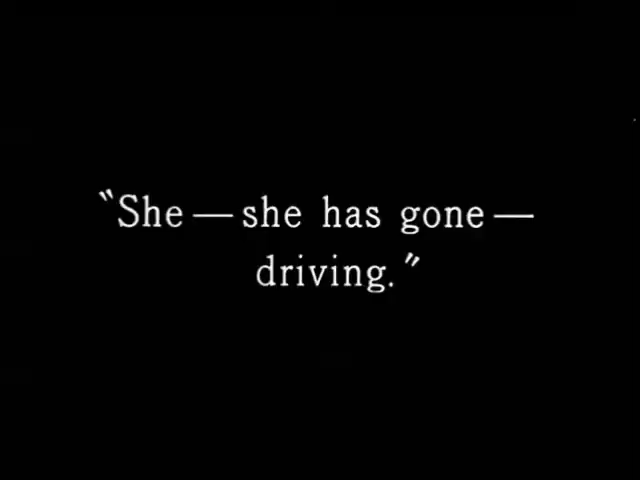 "She — she has gone —
driving."